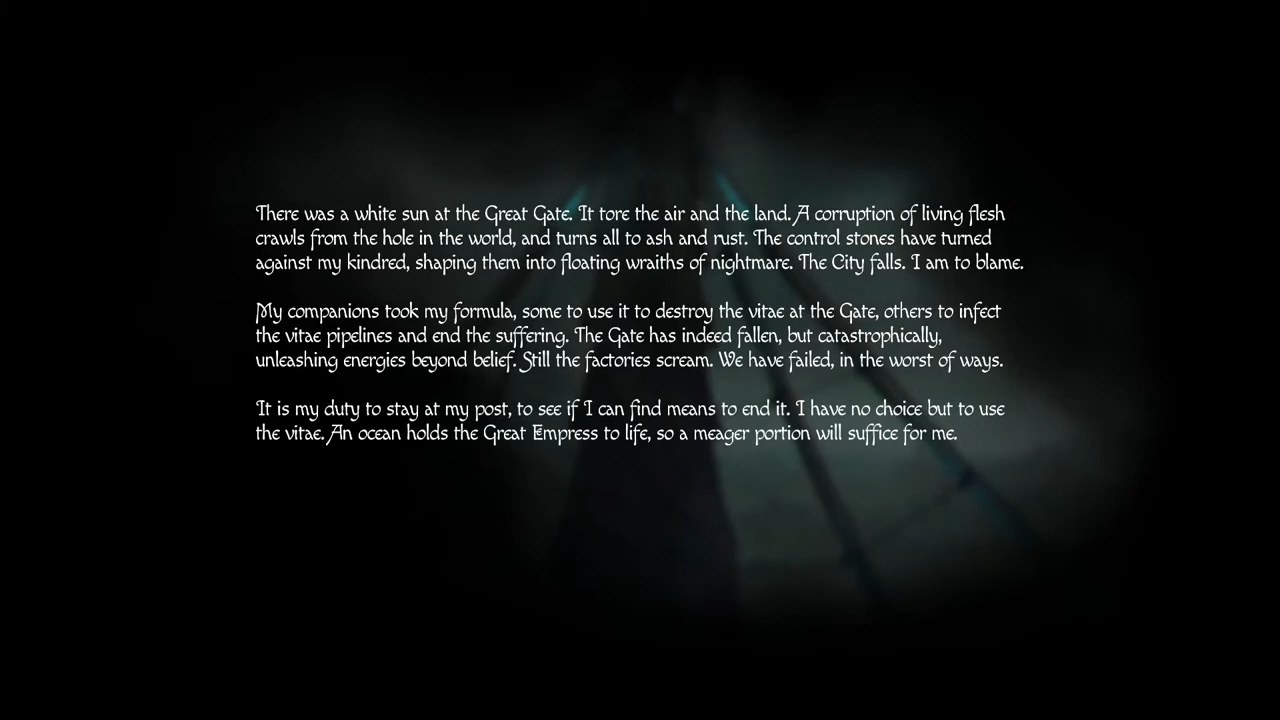 There was a white sun at the Great Gate. It tore the air and the land. A corruption of living flesh
crawls from the hole in the world, and turns all to ash and rust. The control stones have turned
against my kindred, shaping them into floating wraiths of nightmare. The City falls. I am to blame.
My companions took my formula, some to use it to destroy the vitae at the Gate, others to infect
the vitae pipelines and end the suffering. The Gate has indeed fallen, but catastrophically,
unleashing energies beyond belief. Still the factories scream. We have failed, in the worst of ways.
It is my duty to stay at my post, to see if I can find means to end it. I have no choice but to use
the vitae. An ocean holds the Great Empress to life, so a meager portion will suffice for me.